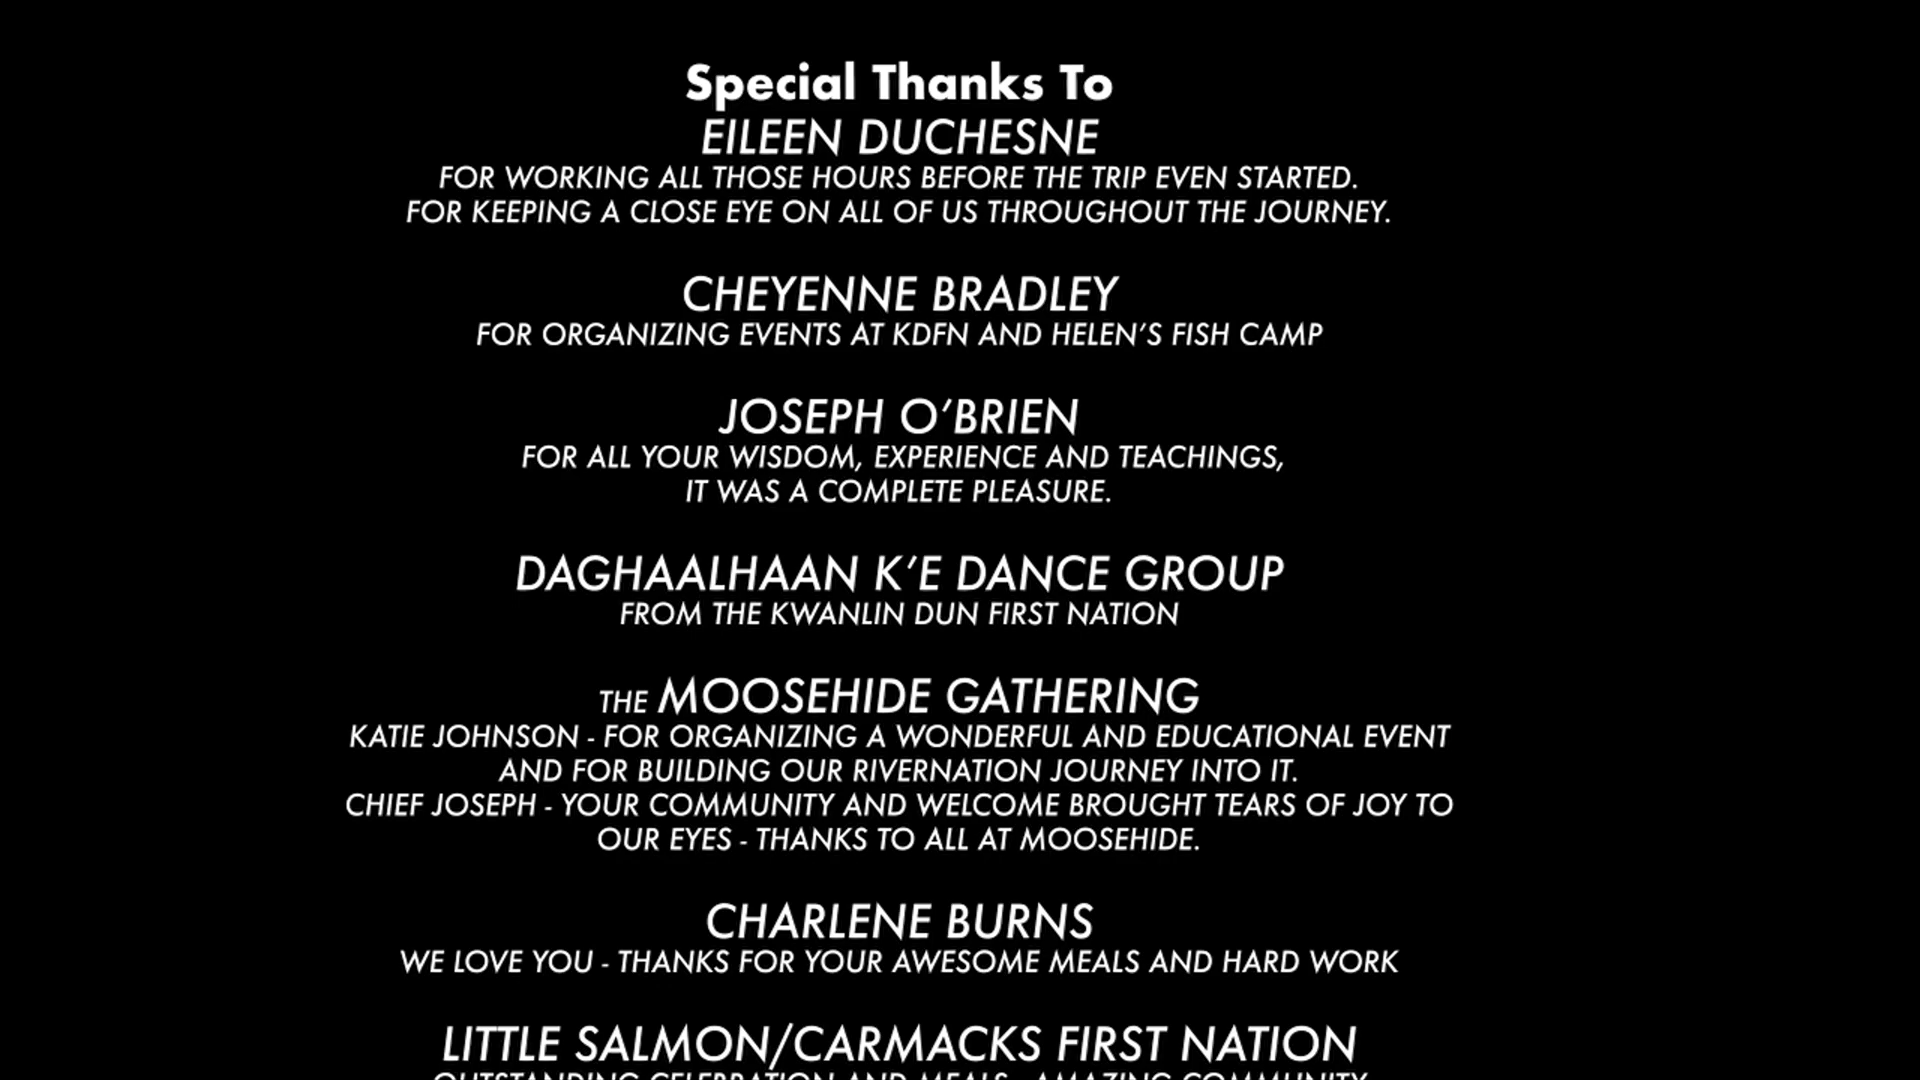 Special Thanks To
EILEEN DUCHESNE
FOR WORKING ALL THOSE HOURS BEFORE THE TRIP EVEN STARTED.
FOR KEEPING A CLOSE EYE ON ALL OF US THROUGHOUT THE JOURNEY.
CHEYENNE BRADLEY
FOR ORGANIZING EVENTS AT KDFN AND HELEN’S FISH CAMP
JOSEPH O’BRIEN
FOR ALL YOUR WISDOM, EXPERIENCE AND TEACHINGS,
IT WAS A COMPLETE PLEASURE.
DAGHAALHAAN K’E DANCE GROUP
FROM THE KWANLIN DUN FIRST NATION
THE MOOSEHIDE GATHERING
KATIE JOHNSON - FOR ORGANIZING A WONDERFUL AND EDUCATIONAL EVENT
AND FOR BUILDING OUR RIVERNATION JOURNEY INTO IT.
CHIEF JOSEPH - YOUR COMMUNITY AND WELCOME BROUGHT TEARS OF JOY TO
OUR EYES - THANKS TO ALL AT MOOSEHIDE.
CHARLENE BURNS
WE LOVE YOU - THANKS FOR YOUR AWESOME MEALS AND HARD WORK
LITTLE SALMON/CARMACKS FIRST NATION
OUTSTANDING CELEBRATION AND MEALS - AMAZING COMMUNITY